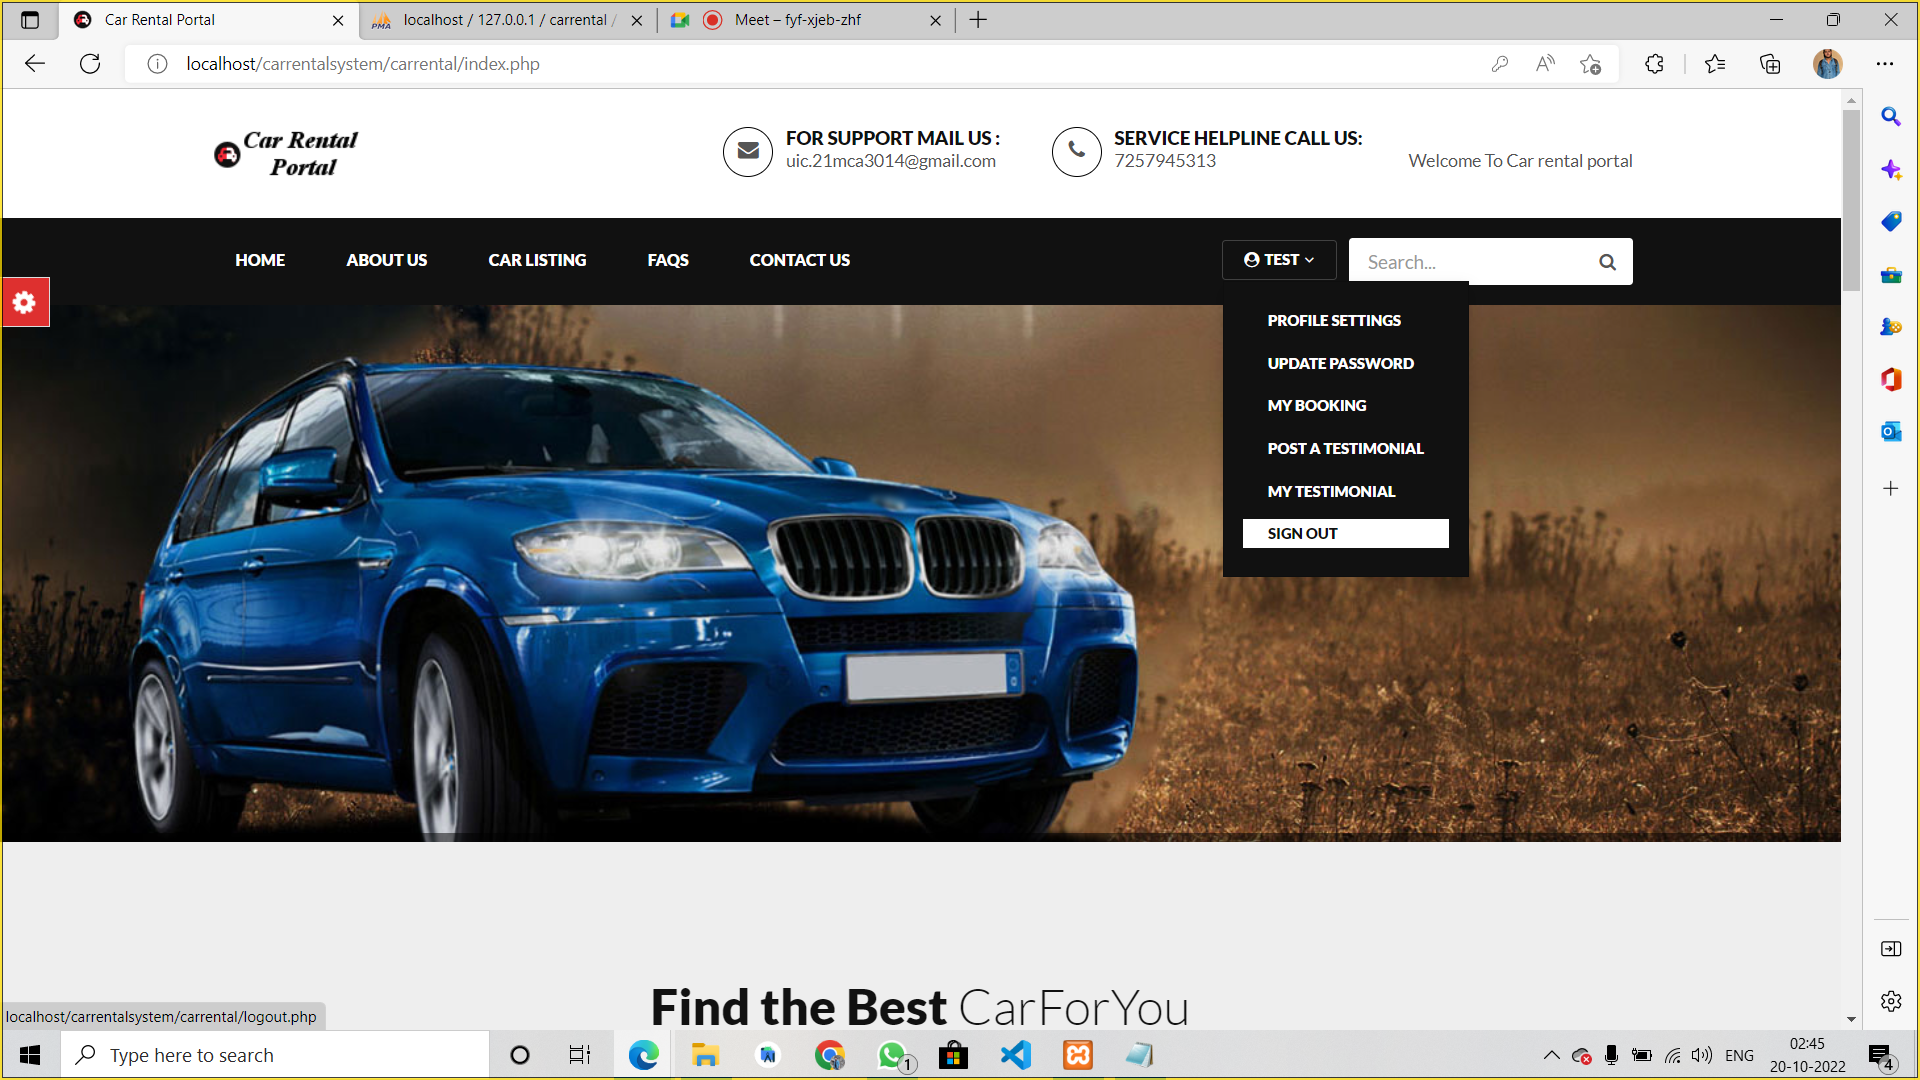 Car Rental Portal
localhost / 127.0.0.1 / carrental /
Meet – fyf-xjeb-zhf
localhost/carrentalsystem/carrental/index.php
Car Rental
Portal
FOR SUPPORT MAIL US :
uic.21mca3014@gmail.com
SERVICE HELPLINE CALL US:
7257945313
Welcome To Car rental portal
HOME
ABOUT US
CAR LISTING
FAQS
CONTACT US
TEST
Search...
PROFILE SETTINGS
UPDATE PASSWORD
MY BOOKING
POST A TESTIMONIAL
MY TESTIMONIAL
SIGN OUT
Find the Best CarForYou
localhost/carrentalsystem/carrental/logout.php
Type here to search
1
ENG
02:45
20-10-2022
4